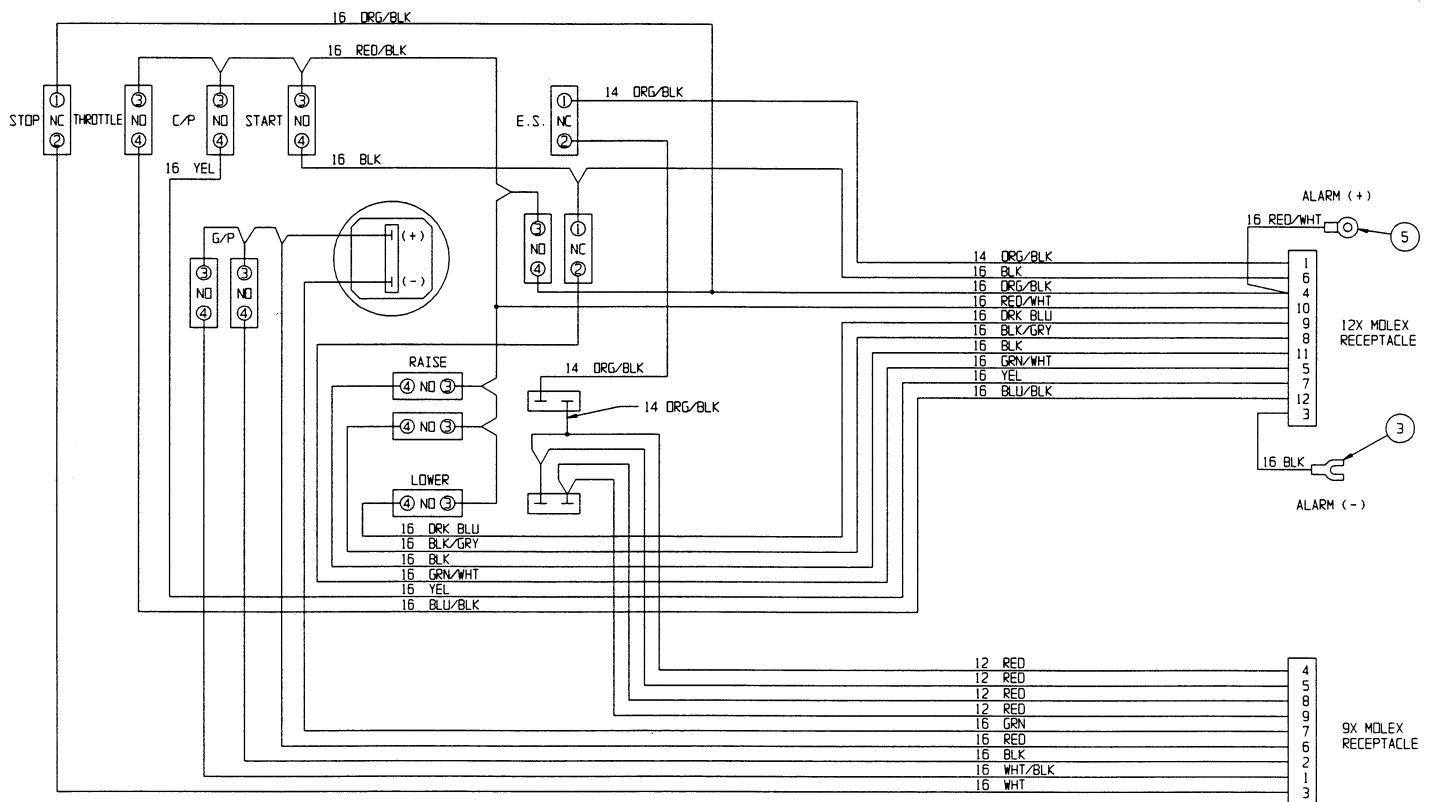 16 ORG/BLK
16 RED/BLK
STOP
1
NC
2
THROTTLE
3
NO
4
C/P
3
NO
4
START
3
NO
4
E.S.
1
NC
2
14 ORG/BLK
16 BLK
16 YEL
G/P
3
NO
4
3
NO
4
(+)
(-)
3
NO
4
1
NC
2
RAISE
4 NO 3
4 NO 3
LOWER
4 NO 3
14 ORG/BLK
14 ORG/BLK
16 DRK BLU
16 BLK/GRY
16 BLK
16 GRN/WHT
16 YEL
16 BLU/BLK
ALARM (+)
16 RED/WHT
5
14 ORG/BLK 1
16 BLK 6
16 ORG/BLK 4
16 RED/WHT 10
16 DRK BLU 9
16 BLK/GRY 8
16 BLK 11
16 GRN/WHT 5
16 YEL 7
16 BLU/BLK 12
3
12X MOLEX
RECEPTACLE
3
16 BLK
ALARM (-)
12 RED 4
12 RED 5
12 RED 8
12 RED 9
16 GRN 7
16 RED 6
16 BLK 2
16 WHT/BLK 1
16 WHT 3
9X MOLEX
RECEPTACLE